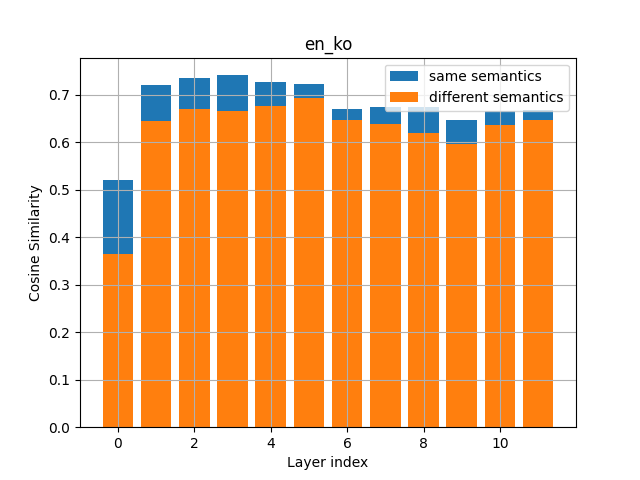 en_ko
same semantics
different semantics
Cosine Similarity
0.7
0.6
0.5
0.4
0.3
0.2
0.1
0.0
0 2 4 6 8 10
Layer index